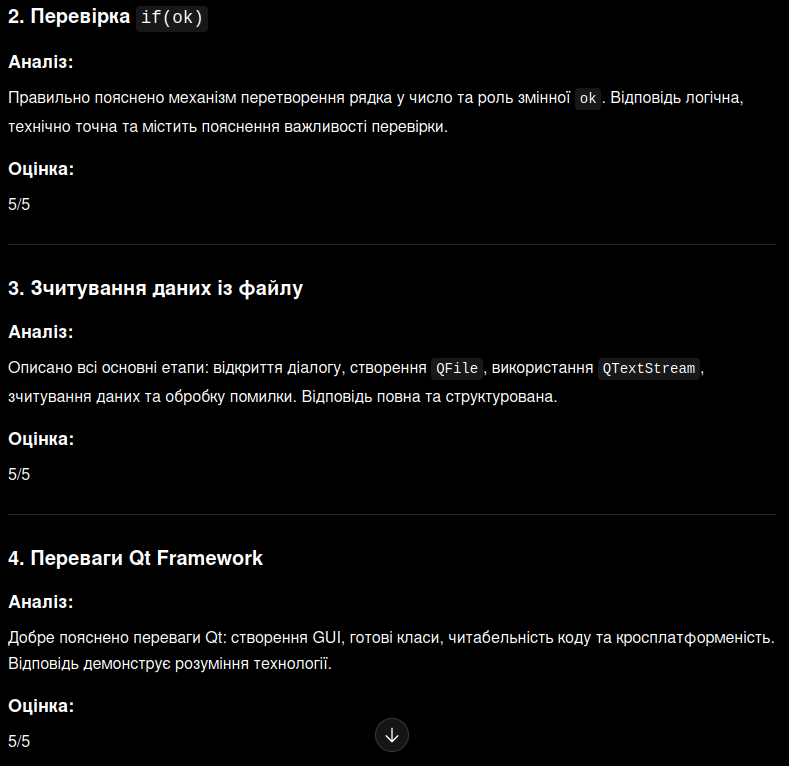 2. Перевірка if(ok)
Аналіз:
Правильно пояснено механізм перетворення рядка у число та роль змінної ok. Відповідь логічна,
технічно точна та містить пояснення важливості перевірки.
Оцінка:
5/5
3. Зчитування даних із файлу
Аналіз:
Описано всі основні етапи: відкриття діалогу, створення QFile, використання QTextStream,
зчитування даних та обробку помилки. Відповідь повна та структурована.
Оцінка:
5/5
4. Переваги Qt Framework
Аналіз:
Добре пояснено переваги Qt: створення GUI, готові класи, читабельність коду та кросплатформеність.
Відповідь демонструє розуміння технології.
Оцінка:
5/5